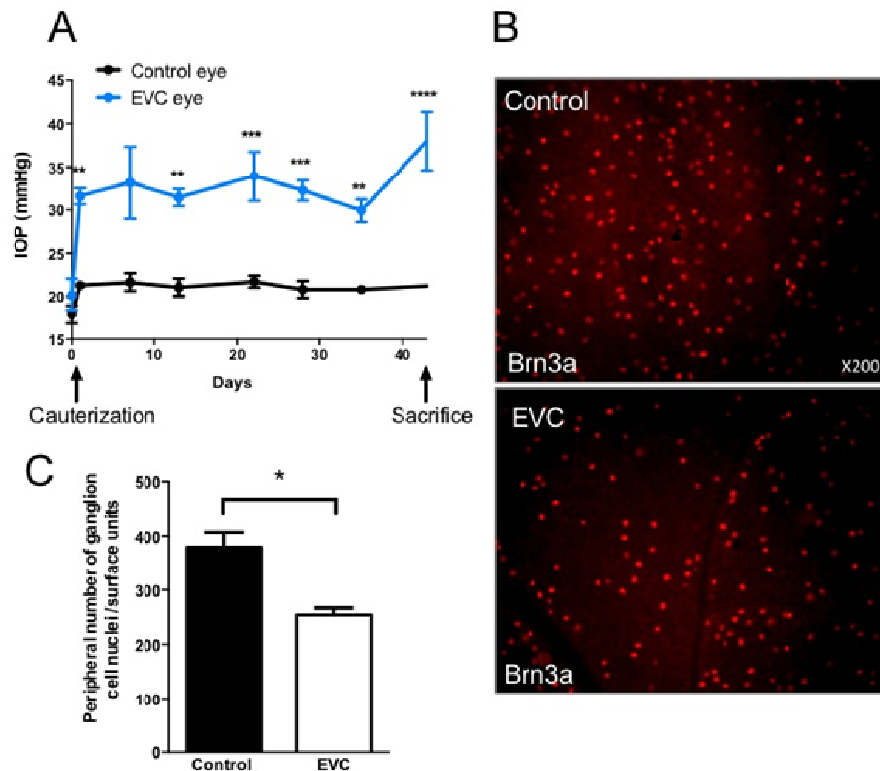 A
Control eye
EVC eye
IOP (mmHg)
45
40
35
30
25
20
15
**
**
***
***
**
****
0
10
20
30
40
Days
Cauterization
Sacrifice
B
Control
Brn3a
X200
EVC
Brn3a
C
Peripheral number of ganglion
cell nuclei/surface units
500
400
300
200
100
0
*
Control
EVC